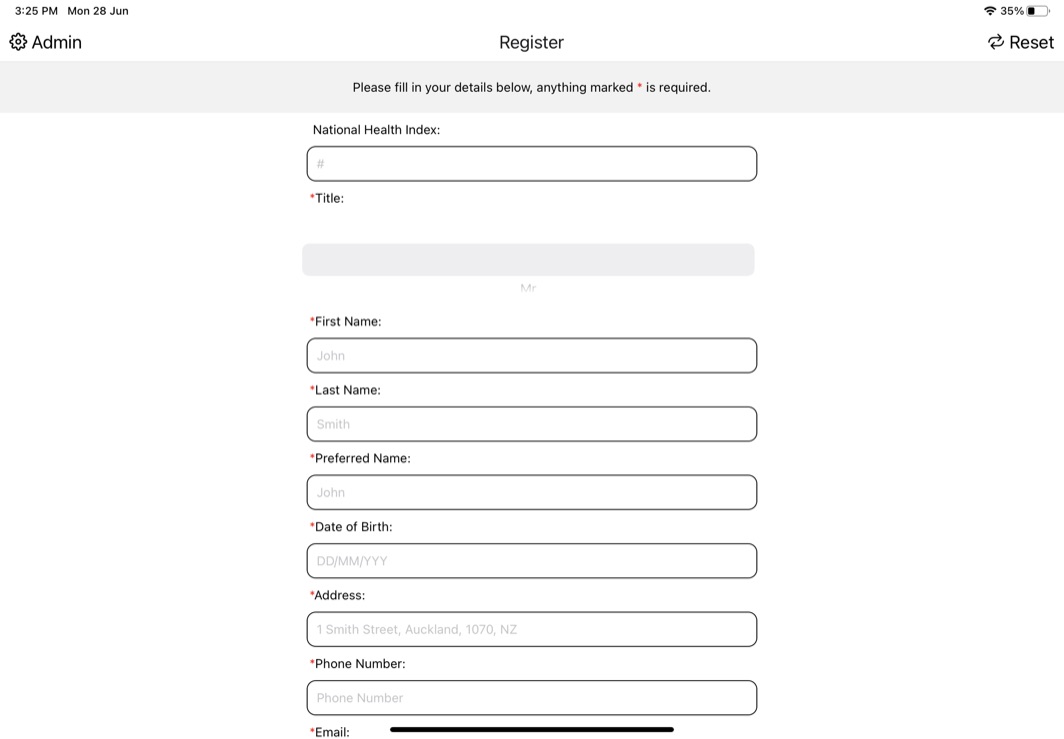 3:25 PM Mon 28 Jun 35%
Admin Register Reset
Please fill in your details below, anything marked * is required.
National Health Index:
#
*Title:
Mr
*First Name:
John
*Last Name:
Smith
*Preferred Name:
John
*Date of Birth:
DD/MM/YYY
*Address:
1 Smith Street, Auckland, 1070, NZ
*Phone Number:
Phone Number
*Email: